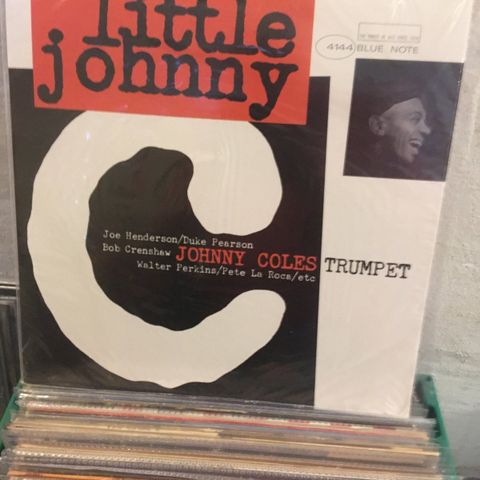 little
johnny
4144 BLUE NOTE
C
Joe Henderson/Duke Pearson
Bob Crenshaw JOHNNY COLES TRUMPET
Walter Perkins/Pete La Roca/etc